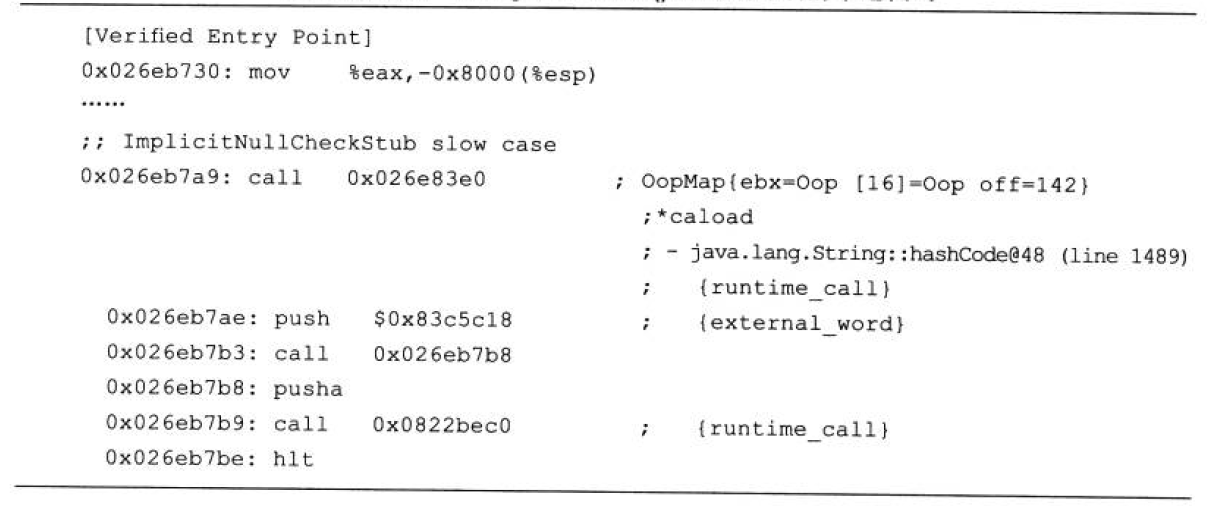 [Verified Entry Point]
0x026eb730: mov %eax,-0x8000(%esp)
……
;; ImplicitNullCheckStub slow case
0x026eb7a9: call 0x026e83e0 ; OopMap{ebx=Oop [16]=Oop off=142}
;*caload
; - java.lang.String::hashCode@48 (line 1489)
; {runtime_call}
0x026eb7ae: push $0x83c5c18 ; {external_word}
0x026eb7b3: call 0x026eb7b8
0x026eb7b8: pusha
0x026eb7b9: call 0x0822bec0 ; {runtime_call}
0x026eb7be: hlt